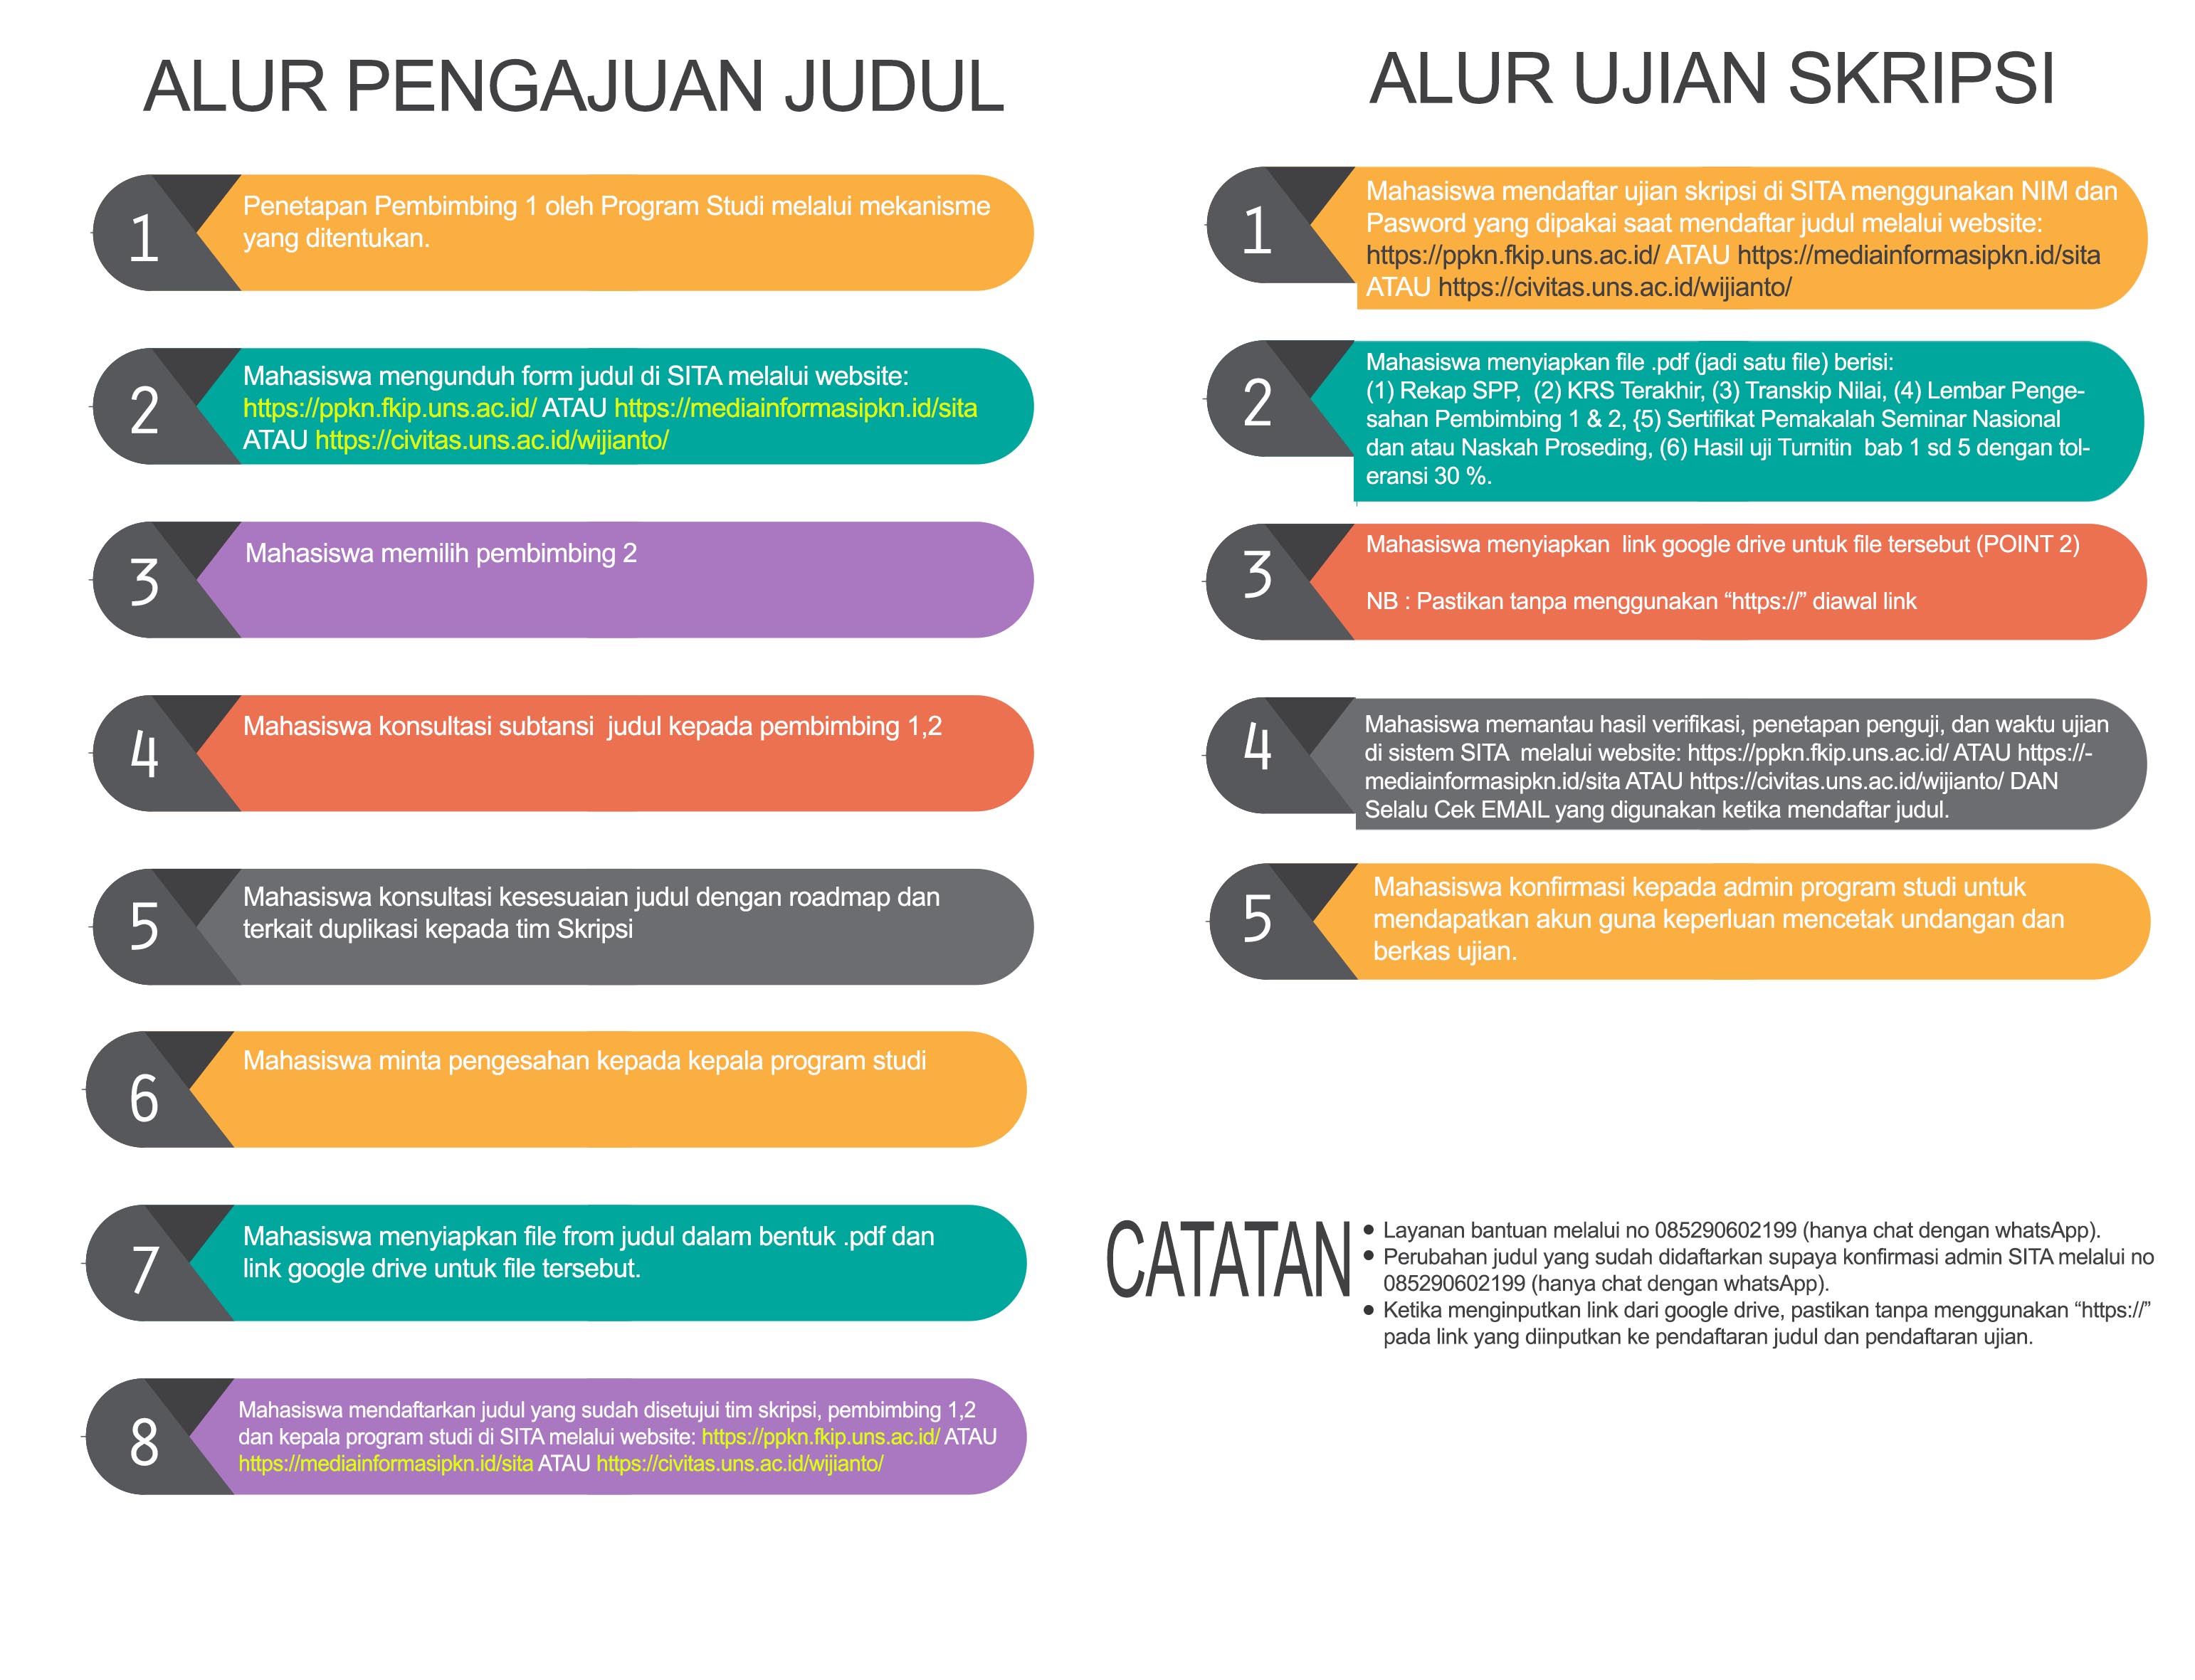 ALUR PENGAJUAN JUDUL
1
Penetapan Pembimbing 1 oleh Program Studi melalui mekanisme
yang ditentukan.
2
Mahasiswa mengunduh form judul di SITA melalui website:
https://ppkn.fkip.uns.ac.id/ ATAU https://mediainformasipkn.id/sita
ATAU https://civitas.uns.ac.id/wijianto/
3
Mahasiswa memilih pembimbing 2
4
Mahasiswa konsultasi subtansi  judul kepada pembimbing 1,2
5
Mahasiswa konsultasi kesesuaian judul dengan roadmap dan
terkait duplikasi kepada tim Skripsi
6
Mahasiswa minta pengesahan kepada kepala program studi
7
Mahasiswa menyiapkan file from judul dalam bentuk .pdf dan
link google drive untuk file tersebut.
8
Mahasiswa mendaftarkan judul yang sudah disetujui tim skripsi, pembimbing 1,2
dan kepala program studi di SITA melalui website: https://ppkn.fkip.uns.ac.id/ ATAU
https://mediainformasipkn.id/sita ATAU https://civitas.uns.ac.id/wijianto/
ALUR UJIAN SKRIPSI
1
Mahasiswa mendaftar ujian skripsi di SITA menggunakan NIM dan
Pasword yang dipakai saat mendaftar judul melalui website:
https://ppkn.fkip.uns.ac.id/ ATAU https://mediainformasipkn.id/sita
ATAU https://civitas.uns.ac.id/wijianto/
2
Mahasiswa menyiapkan file .pdf (jadi satu file) berisi:
(1) Rekap SPP,  (2) KRS Terakhir, (3) Transkip Nilai, (4) Lembar Penge-
sahan Pembimbing 1 & 2, {5) Sertifikat Pemakalah Seminar Nasional
dan atau Naskah Proseding, (6) Hasil uji Turnitin  bab 1 sd 5 dengan tol-
eransi 30 %.
3
Mahasiswa menyiapkan  link google drive untuk file tersebut (POINT 2)
NB : Pastikan tanpa menggunakan “https://” diawal link
4
Mahasiswa memantau hasil verifikasi, penetapan penguji, dan waktu ujian
di sistem SITA  melalui website: https://ppkn.fkip.uns.ac.id/ ATAU https://-
mediainformasipkn.id/sita ATAU https://civitas.uns.ac.id/wijianto/ DAN
Selalu Cek EMAIL yang digunakan ketika mendaftar judul.
5
Mahasiswa konfirmasi kepada admin program studi untuk
mendapatkan akun guna keperluan mencetak undangan dan
berkas ujian.
CATATAN
● Layanan bantuan melalui no 085290602199 (hanya chat dengan whatsApp).
● Perubahan judul yang sudah didaftarkan supaya konfirmasi admin SITA melalui no
085290602199 (hanya chat dengan whatsApp).
● Ketika menginputkan link dari google drive, pastikan tanpa menggunakan “https://”
pada link yang diinputkan ke pendaftaran judul dan pendaftaran ujian.